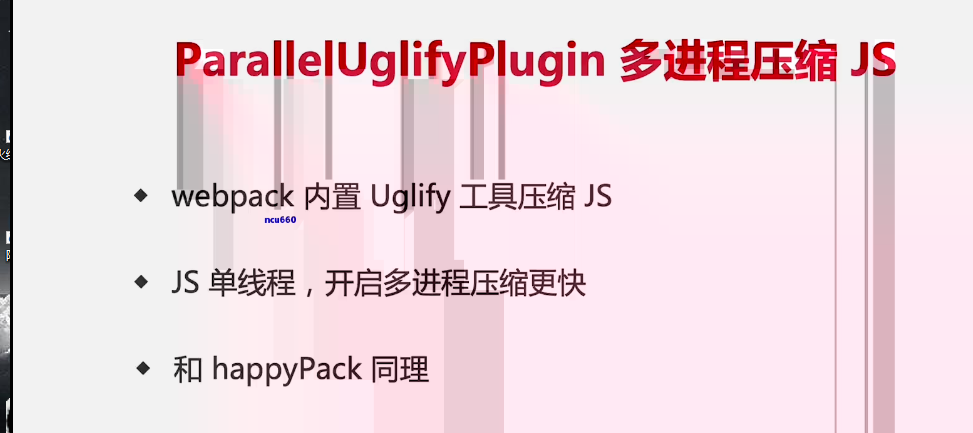 ParallelUglifyPlugin 多进程压缩 JS
webpack 内置 Uglify 工具压缩 JS
ncu660
JS 单线程，开启多进程压缩更快
和 happyPack 同理